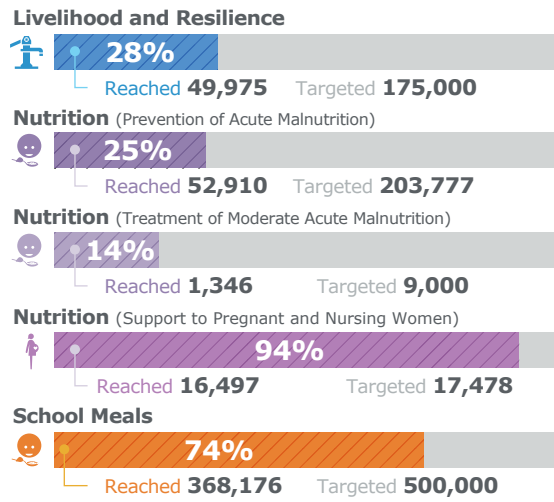 Livelihood and Resilience
28%
Reached 49,975 Targeted 175,000
Nutrition (Prevention of Acute Malnutrition)
25%
Reached 52,910 Targeted 203,777
Nutrition (Treatment of Moderate Acute Malnutrition)
14%
Reached 1,346 Targeted 9,000
Nutrition (Support to Pregnant and Nursing Women)
94%
Reached 16,497 Targeted 17,478
School Meals
74%
Reached 368,176 Targeted 500,000